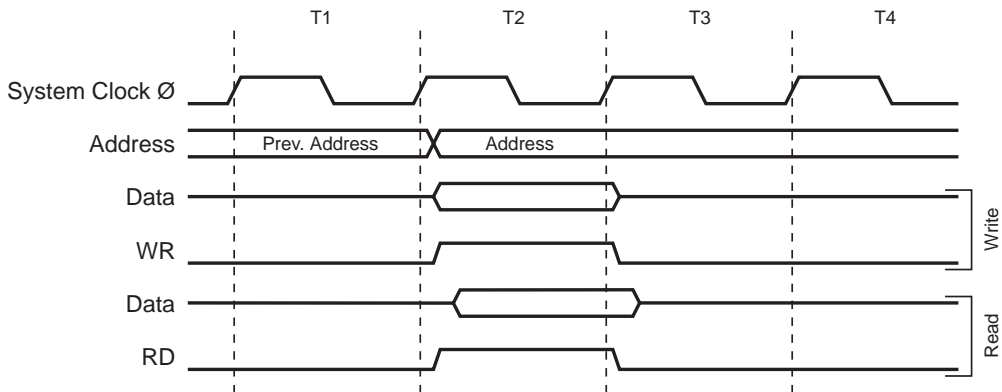 T1 T2 T3 T4
System Clock Ø
Address Prev. Address Address
Data
WR
Write
Data
RD
Read